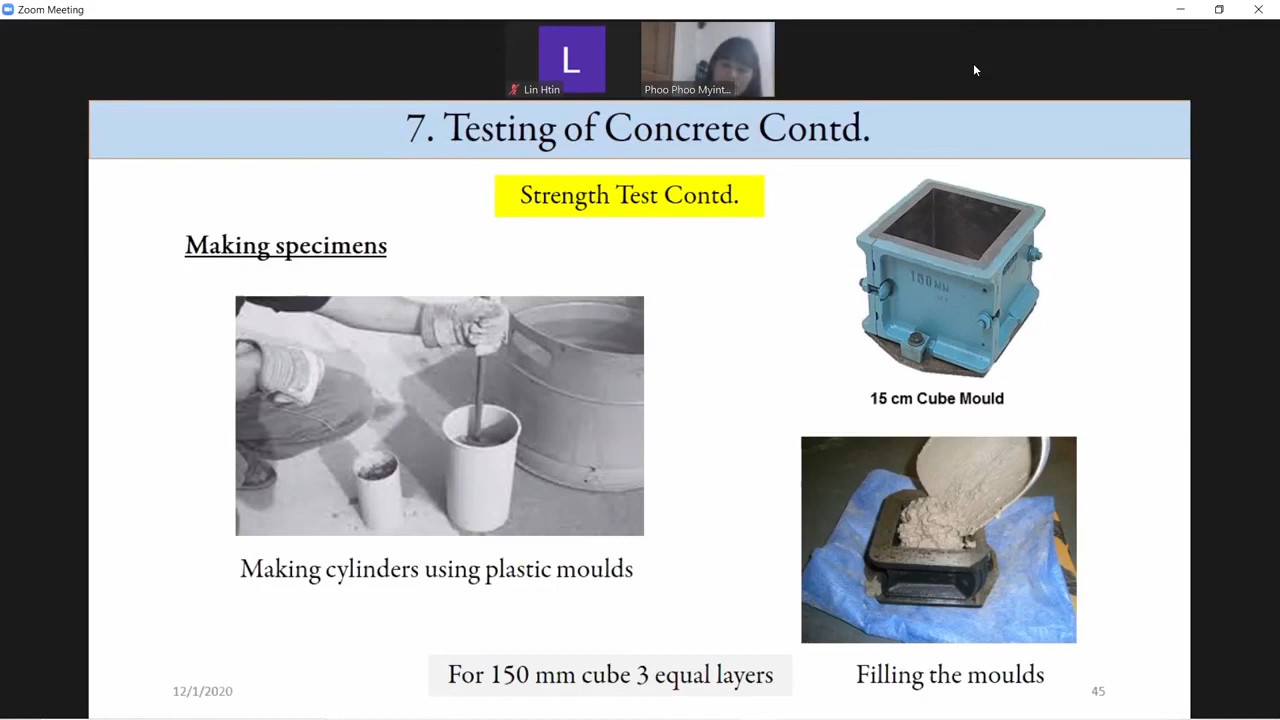 Zoom Meeting
L
Lin Htin
Phoo Phoo Myint...
7. Testing of Concrete Contd.
Strength Test Contd.
Making specimens
150MM
15 cm Cube Mould
Making cylinders using plastic moulds
For 150 mm cube 3 equal layers
Filling the moulds
12/1/2020
45